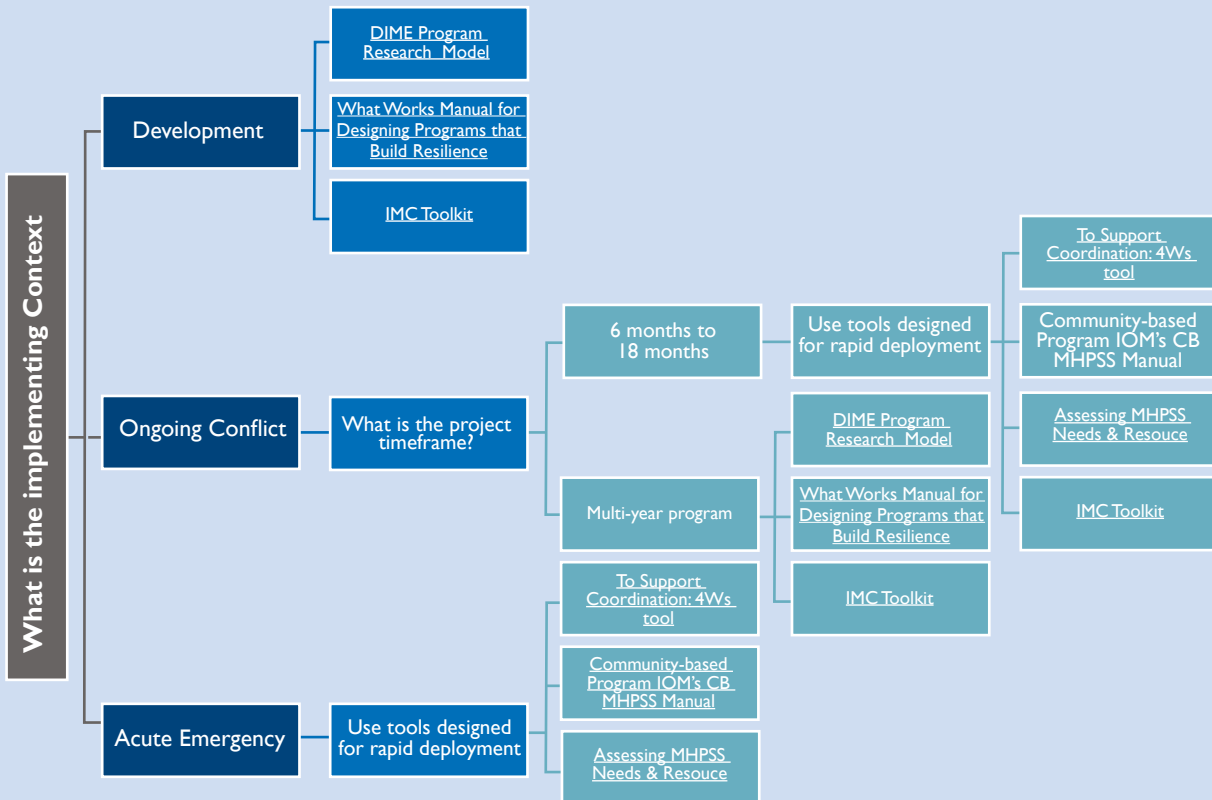 What is the implementing Context
Development
DIME Program
Research Model
What Works Manual for
Designing Programs that
Build Resilience
IMC Toolkit
Ongoing Conflict
What is the project
timeframe?
6 months to
18 months
Use tools designed
for rapid deployment
To Support
Coordination: 4Ws
tool
Community-based
Program IOM's CB
MHPSS Manual
Assessing MHPSS
Needs & Resouce
IMC Toolkit
Multi-year program
DIME Program
Research Model
What Works Manual for
Designing Programs that
Build Resilience
IMC Toolkit
Acute Emergency
Use tools designed
for rapid deployment
To Support
Coordination: 4Ws
tool
Community-based
Program IOM's CB
MHPSS Manual
Assessing MHPSS
Needs & Resouce